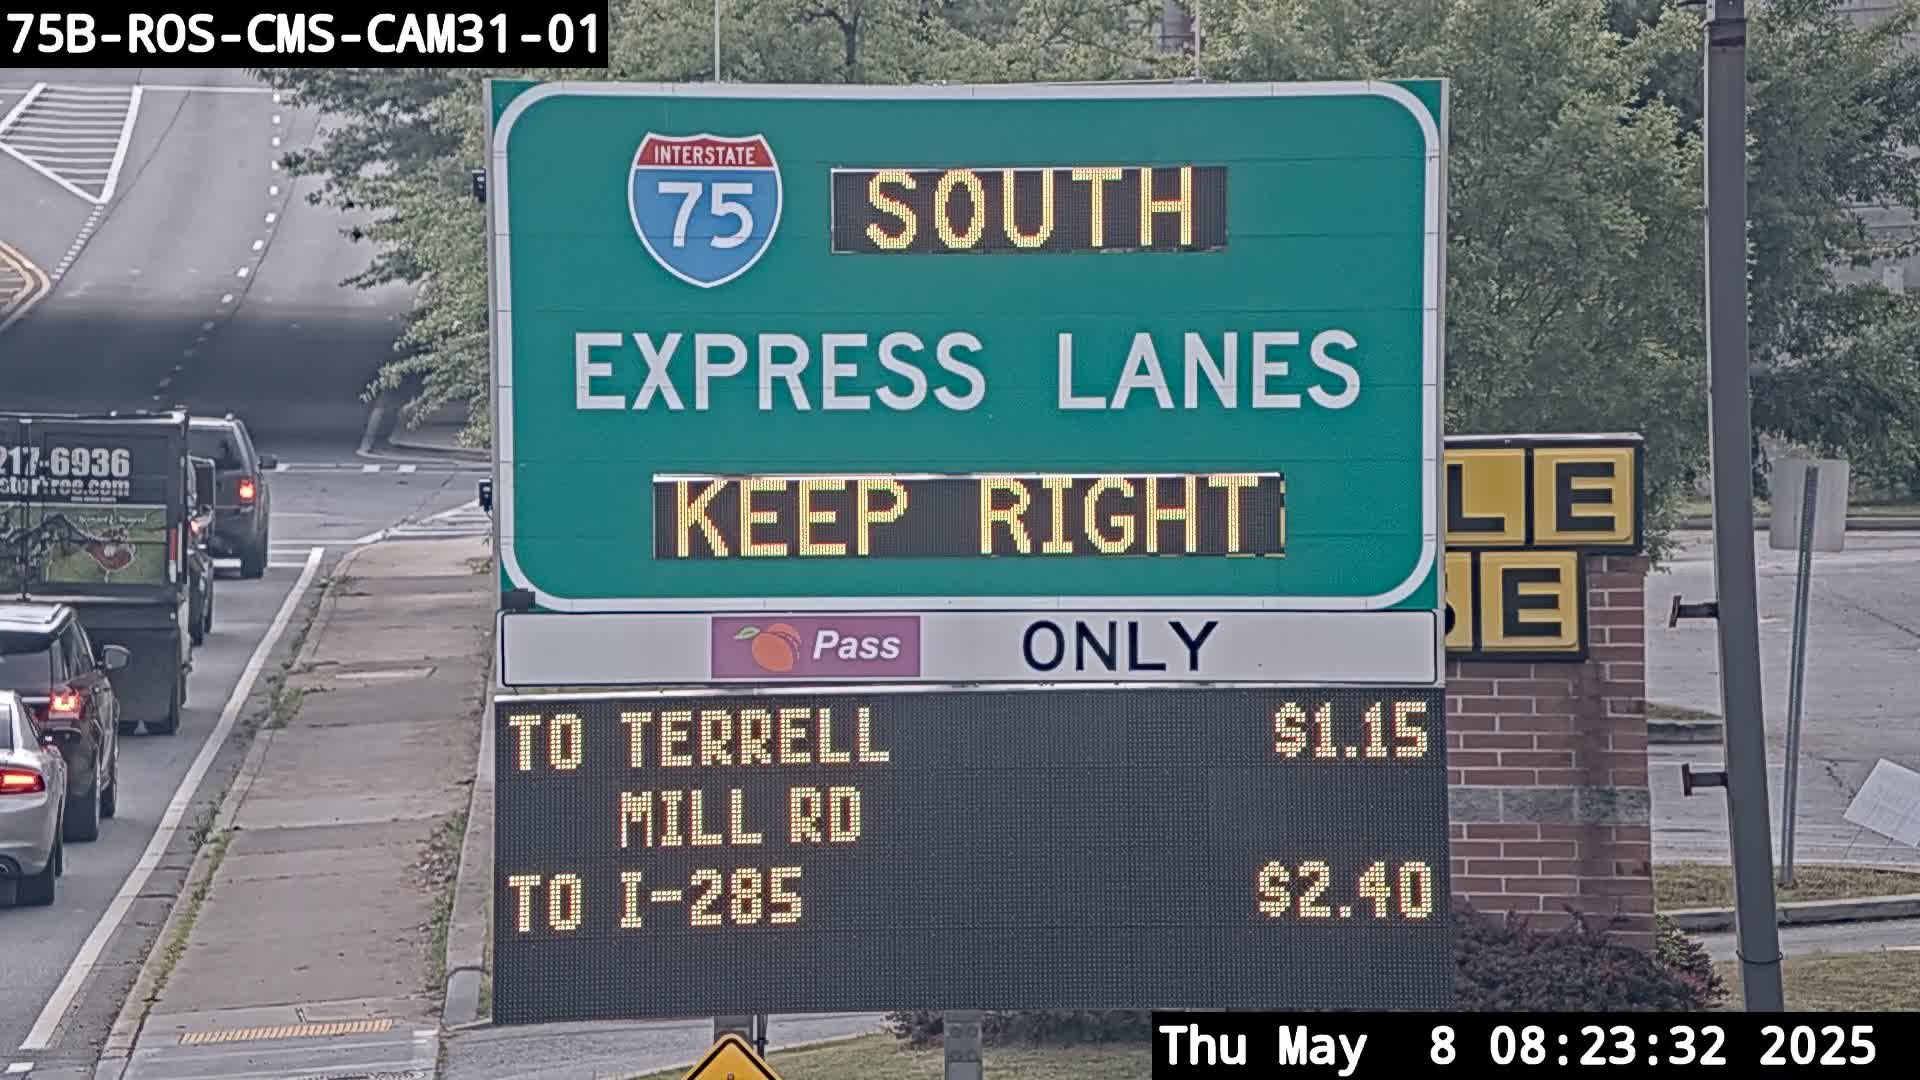 75B-ROS-CMS-CAM31-01
INTERSTATE
75
SOUTH
EXPRESS LANES
KEEP RIGHT
Pass ONLY
TO TERRELL $1.15
MILL RD
TO I-285 $2.40
217-6936
LE
E
Thu May 8 08:23:32 2025